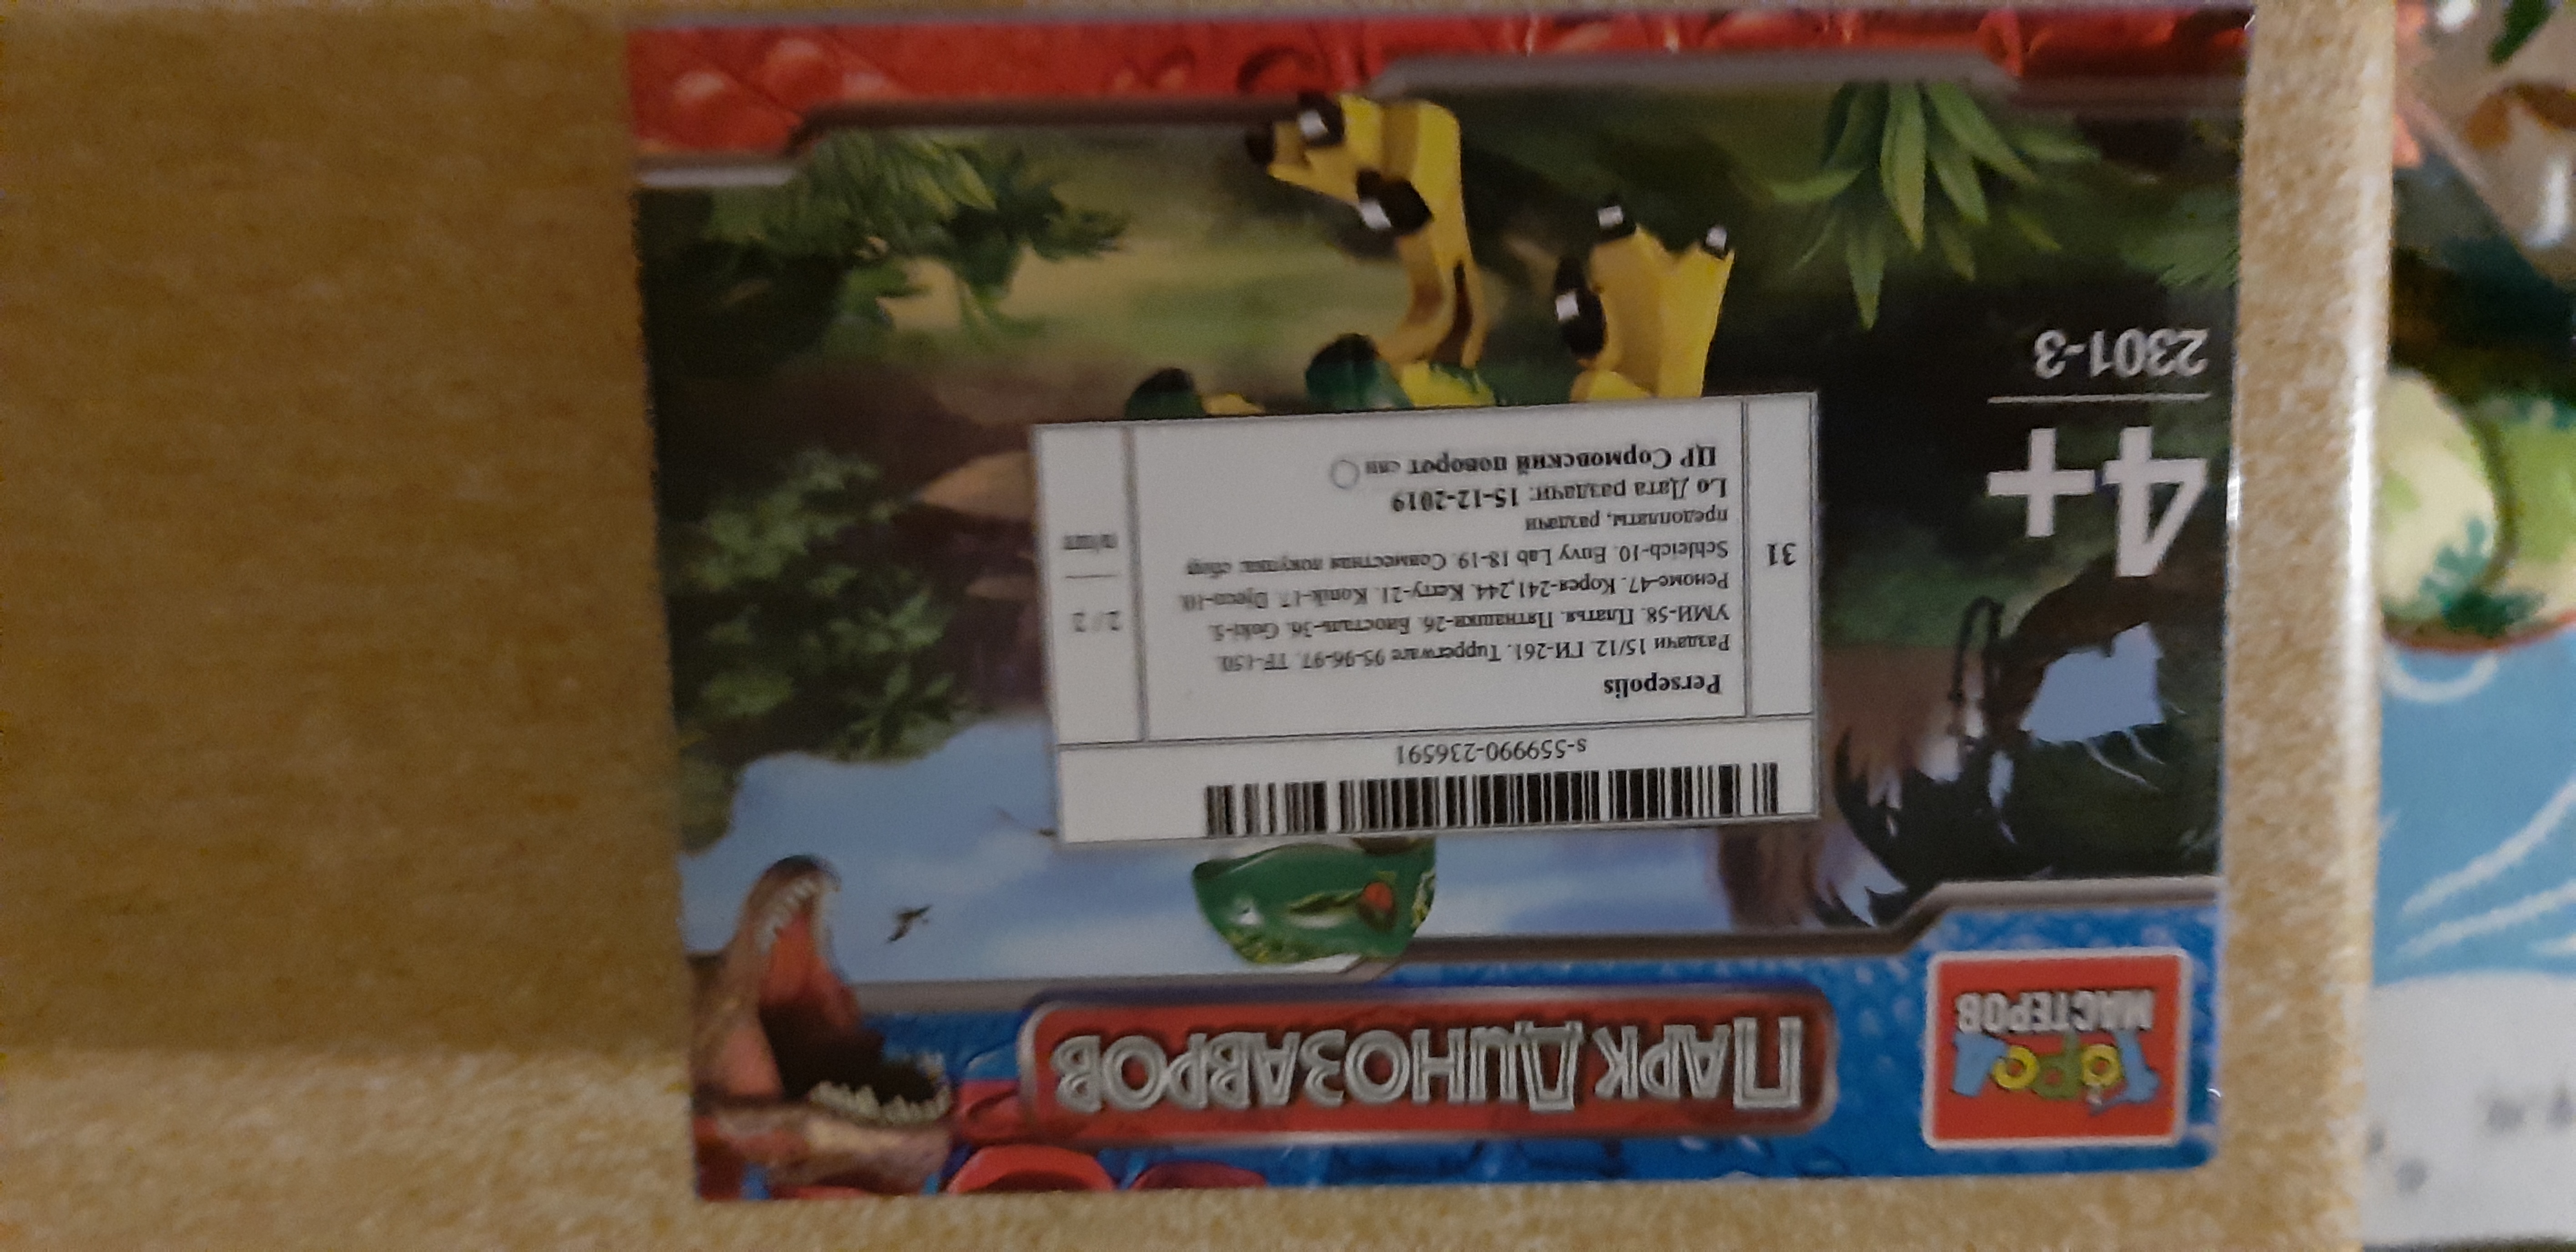 Город
МАСТЕРОВ
ПАРК ДИНОЗАВРОВ
4+
2301-3
s-559990-236591
31
Persepolis
Раздачи 15/12. ГИ-261. Tupperware 95-96-97. TF-150.
УМИ-58. Платья. Пятнашки-26. Биосталь-36. Goki-5.
Реноме-47. Корея-241,244. Kerry-21. Konik-17. Djeco-10.
Schleich-10. Envy Lab 18-19. Совместная покупка: сбор
предоплаты, раздачи
Lo Дата раздачи: 15-12-2019
ЦР Сормовский поворот
2 / 2